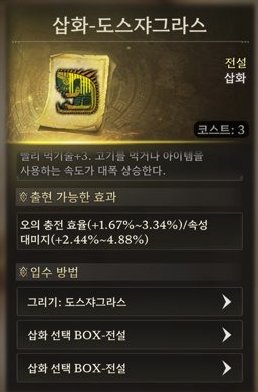 삽화-도스쟈그라스
전설
삽화
코스트: 3
빨리 먹기술+3. 고기를 먹거나 아이템을
사용하는 속도가 대폭 상승한다.
출현 가능한 효과
오의 충전 효율(+1.67%~3.34%)/속성
대미지(+2.44%~4.88%)
입수 방법
그리기: 도스쟈그라스
삽화 선택 BOX-전설
삽화 선택 BOX-전설